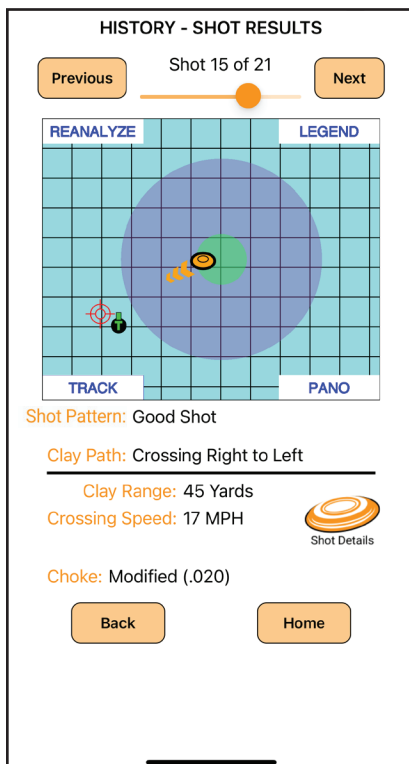 HISTORY - SHOT RESULTS
Previous
Shot 15 of 21
Next
REANALYZE
LEGEND
TRACK
PANO
Shot Pattern: Good Shot
Clay Path: Crossing Right to Left
Clay Range: 45 Yards
Crossing Speed: 17 MPH
Shot Details
Choke: Modified (.020)
Back
Home